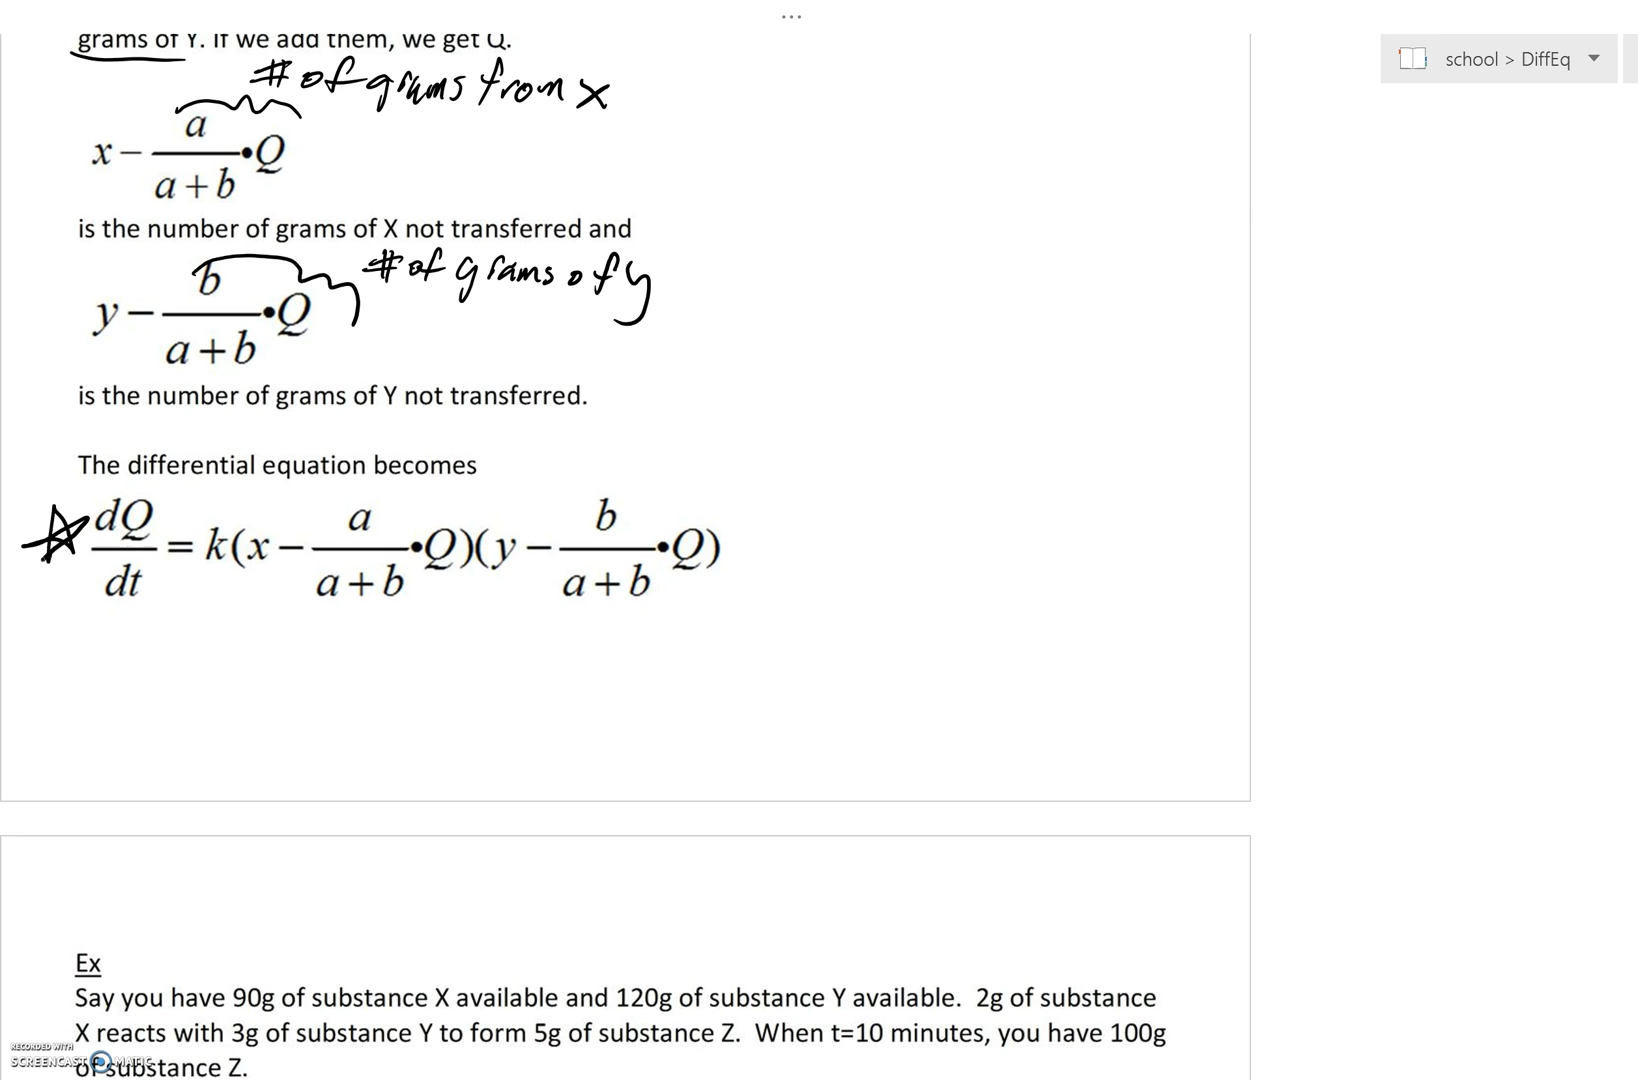 ...
grams of Y. If we add them, we get Q.
school > DiffEq
# of grams from x
x - a/(a+b) •Q
is the number of grams of X not transferred and
# of grams of y
y - b/(a+b) •Q
is the number of grams of Y not transferred.
The differential equation becomes
☆ dQ/dt = k(x - a/(a+b) •Q)(y - b/(a+b) •Q)
Ex
Say you have 90g of substance X available and 120g of substance Y available. 2g of substance
X reacts with 3g of substance Y to form 5g of substance Z. When t=10 minutes, you have 100g
of substance Z.
RECORDED WITH
SCREENCAST-O-MATIC